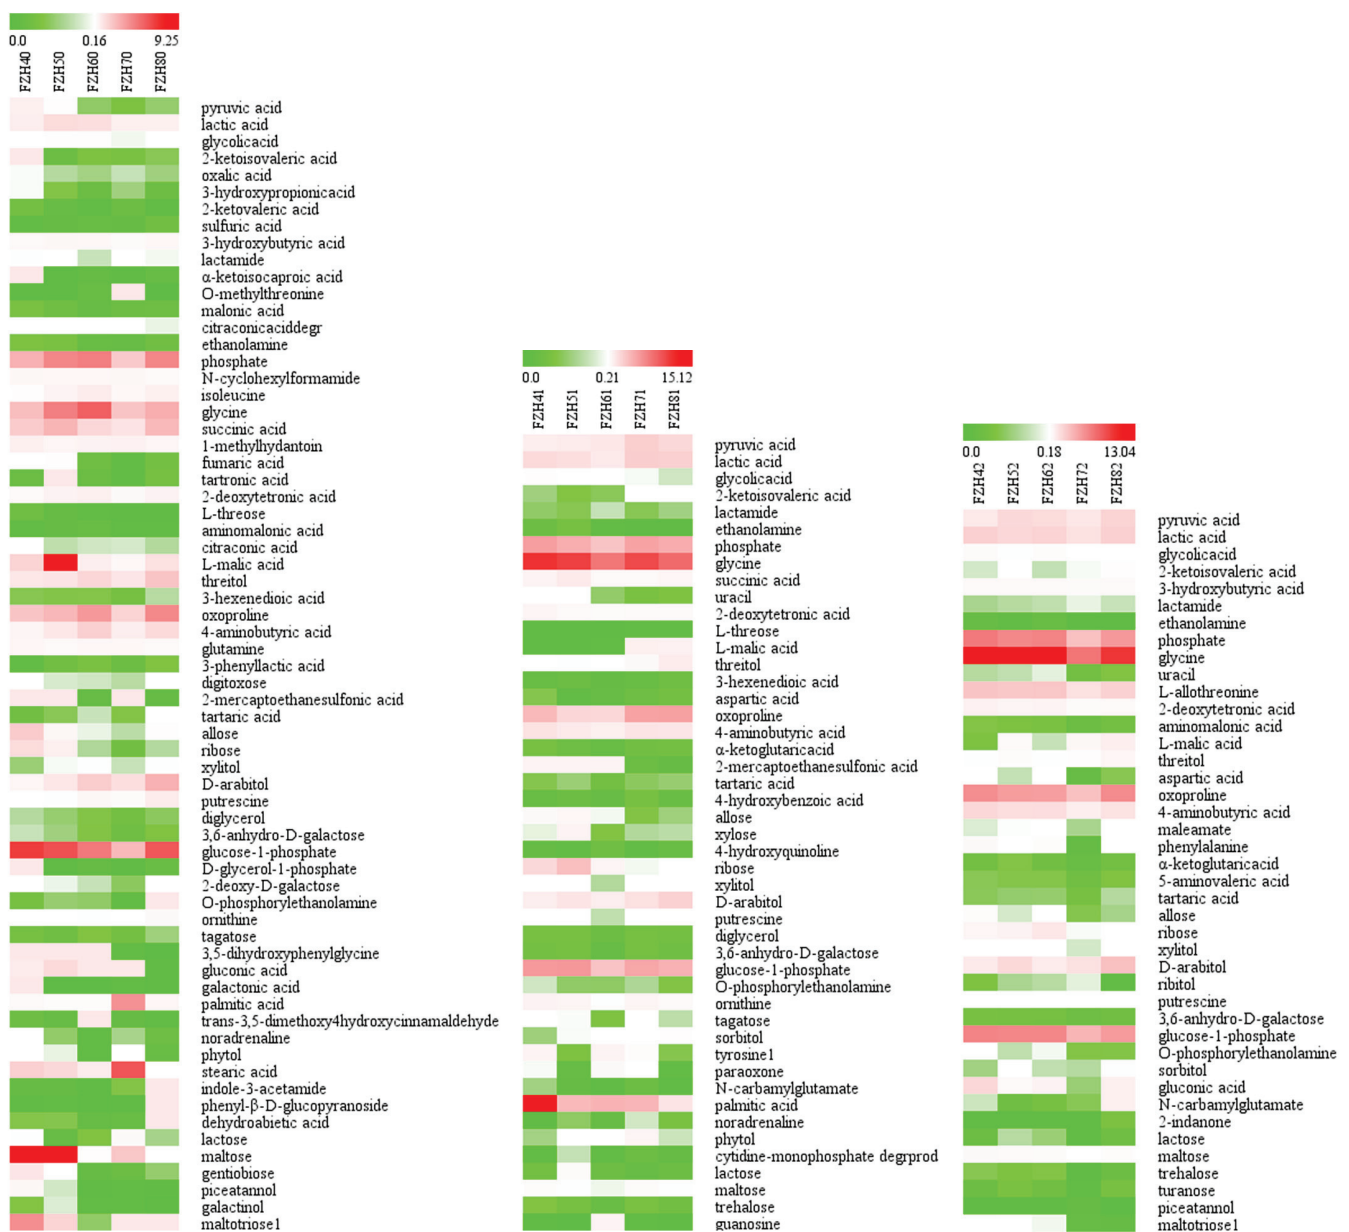 0.0 0.16 9.25
FZH40 FZH50 FZH60 FZH70 FZH80
pyruvic acid
lactic acid
glycolicacid
2-ketoisovaleric acid
oxalic acid
3-hydroxypropionicacid
2-ketovaleric acid
sulfuric acid
3-hydroxybutyric acid
lactamide
α-ketoisocaproic acid
O-methylthreonine
malonic acid
citraconicaciddegr
ethanolamine
phosphate
N-cyclohexylformamide
isoleucine
glycine
succinic acid
1-methylhydantoin
fumaric acid
tartronic acid
2-deoxytetronic acid
L-threose
aminomalonic acid
citraconic acid
L-malic acid
threitol
3-hexenedioic acid
oxoproline
4-aminobutyric acid
glutamine
3-phenyllactic acid
digitoxose
2-mercaptoethanesulfonic acid
tartaric acid
allose
ribose
xylitol
D-arabitol
putrescine
diglycerol
3,6-anhydro-D-galactose
glucose-1-phosphate
D-glycerol-1-phosphate
2-deoxy-D-galactose
O-phosphorylethanolamine
ornithine
tagatose
3,5-dihydroxyphenylglycine
gluconic acid
galactonic acid
palmitic acid
trans-3,5-dimethoxy4hydroxycinnamaldehyde
noradrenaline
phytol
stearic acid
indole-3-acetamide
phenyl-β-D-glucopyranoside
dehydroabietic acid
lactose
maltose
gentiobiose
piceatannol
galactinol
maltotriose1
0.0 0.21 15.12
FZH41 FZH51 FZH61 FZH71 FZH81
pyruvic acid
lactic acid
glycolicacid
2-ketoisovaleric acid
lactamide
ethanolamine
phosphate
glycine
succinic acid
uracil
2-deoxytetronic acid
L-threose
L-malic acid
threitol
3-hexenedioic acid
aspartic acid
oxoproline
4-aminobutyric acid
α-ketoglutaricacid
2-mercaptoethanesulfonic acid
tartaric acid
4-hydroxybenzoic acid
allose
xylose
4-hydroxyquinoline
ribose
xylitol
D-arabitol
putrescine
diglycerol
3,6-anhydro-D-galactose
glucose-1-phosphate
O-phosphorylethanolamine
ornithine
tagatose
sorbitol
tyrosine1
paraoxone
N-carbamylglutamate
palmitic acid
noradrenaline
phytol
cytidine-monophosphate degrprod
lactose
maltose
trehalose
guanosine
0.0 0.18 13.04
FZH42 FZH52 FZH62 FZH72 FZH82
pyruvic acid
lactic acid
glycolicacid
2-ketoisovaleric acid
3-hydroxybutyric acid
lactamide
ethanolamine
phosphate
glycine
uracil
L-allothreonine
2-deoxytetronic acid
aminomalonic acid
L-malic acid
threitol
aspartic acid
oxoproline
4-aminobutyric acid
maleamate
phenylalanine
α-ketoglutaricacid
5-aminovaleric acid
tartaric acid
allose
ribose
xylitol
D-arabitol
ribitol
putrescine
3,6-anhydro-D-galactose
glucose-1-phosphate
O-phosphorylethanolamine
sorbitol
gluconic acid
N-carbamylglutamate
2-indanone
lactose
maltose
trehalose
turanose
piceatannol
maltotriose1